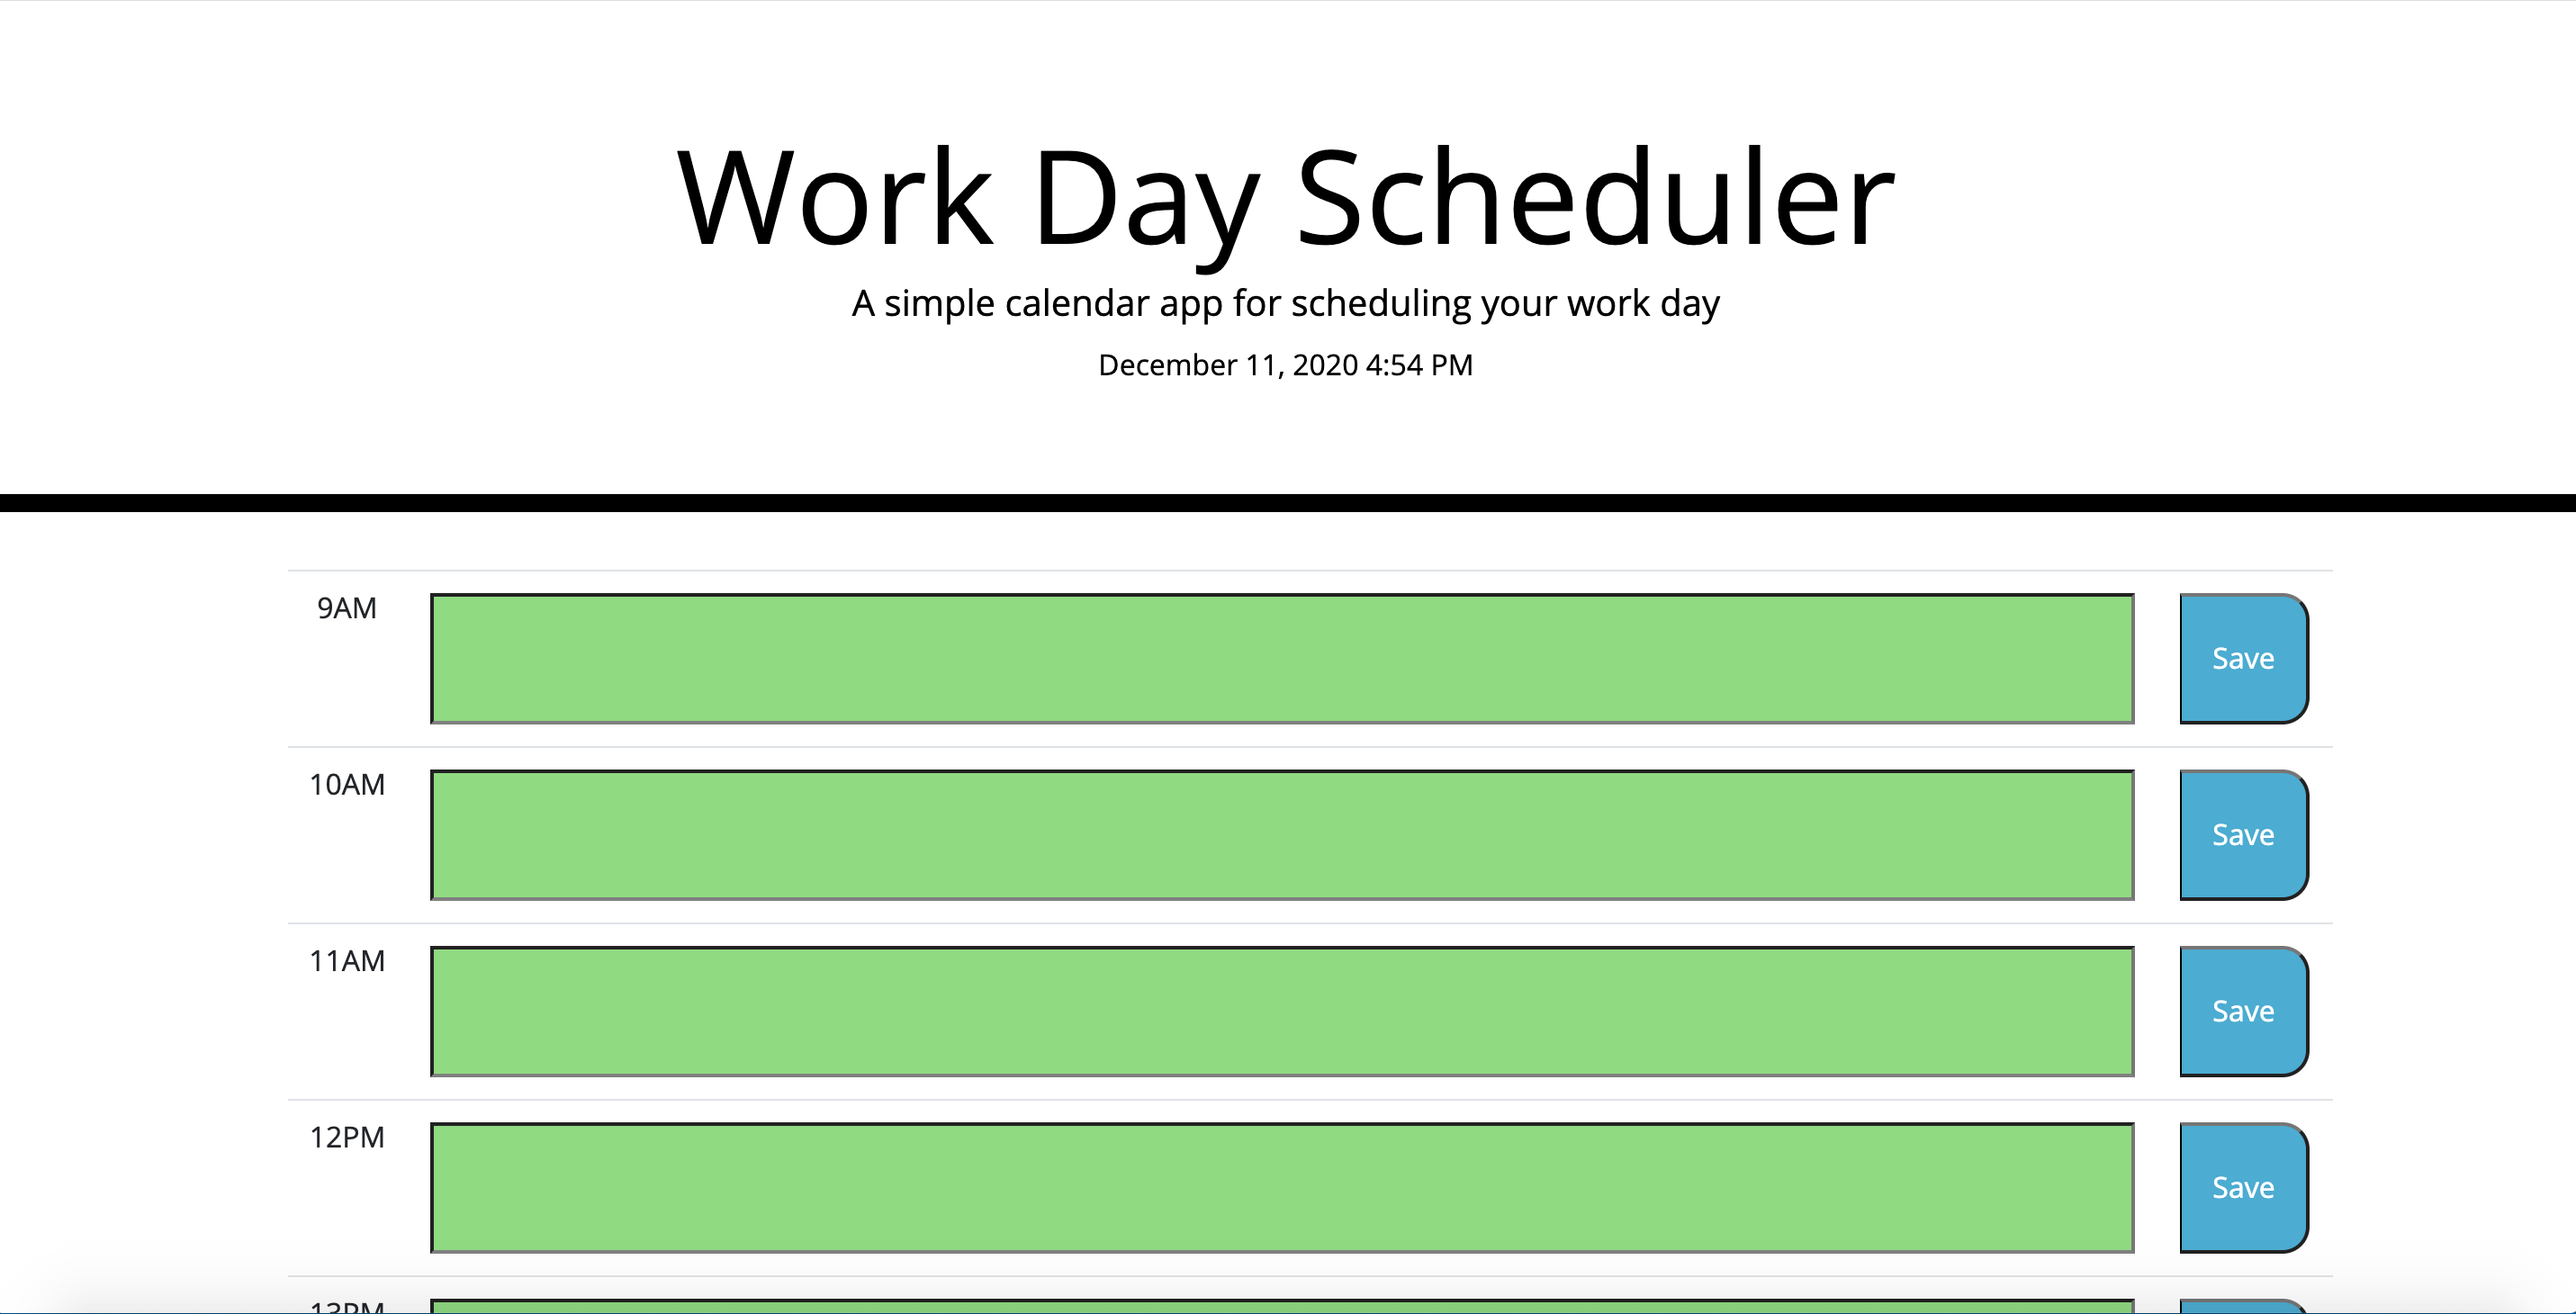 Work Day Scheduler
A simple calendar app for scheduling your work day
December 11, 2020 4:54 PM
9AM
Save
10AM
Save
11AM
Save
12PM
Save
13PM